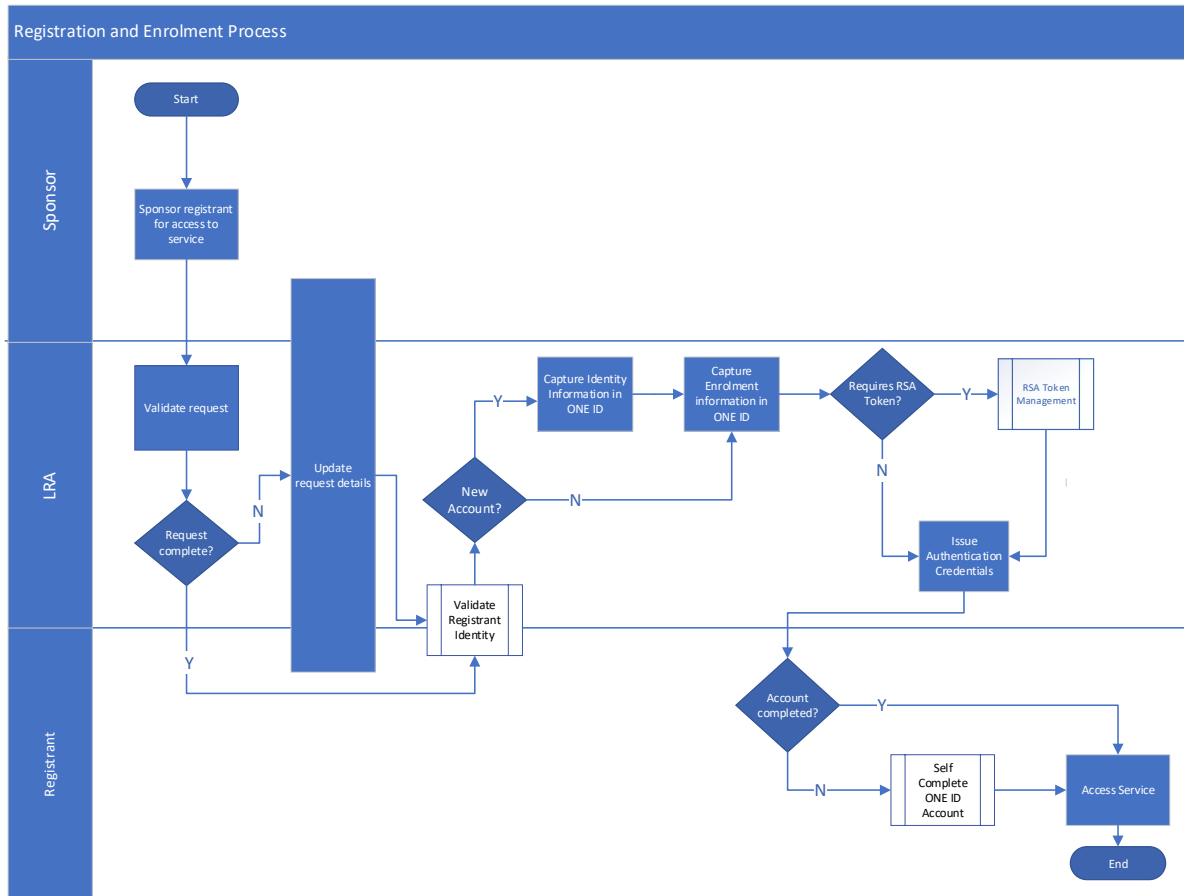 Registration and Enrolment Process
Sponsor
Start
Sponsor registrant
for access to
service
LRA
Validate request
Request
complete?
N
Y
Update
request details
Validate
Registrant
Identity
New
Account?
Y
N
Capture Identity
Information in
ONE ID
Capture
Enrolment
information in
ONE ID
Requires RSA
Token?
Y
N
RSA Token
Management
Issue
Authentication
Credentials
Registrant
Account
completed?
Y
N
Self
Complete
ONE ID
Account
Access Service
End